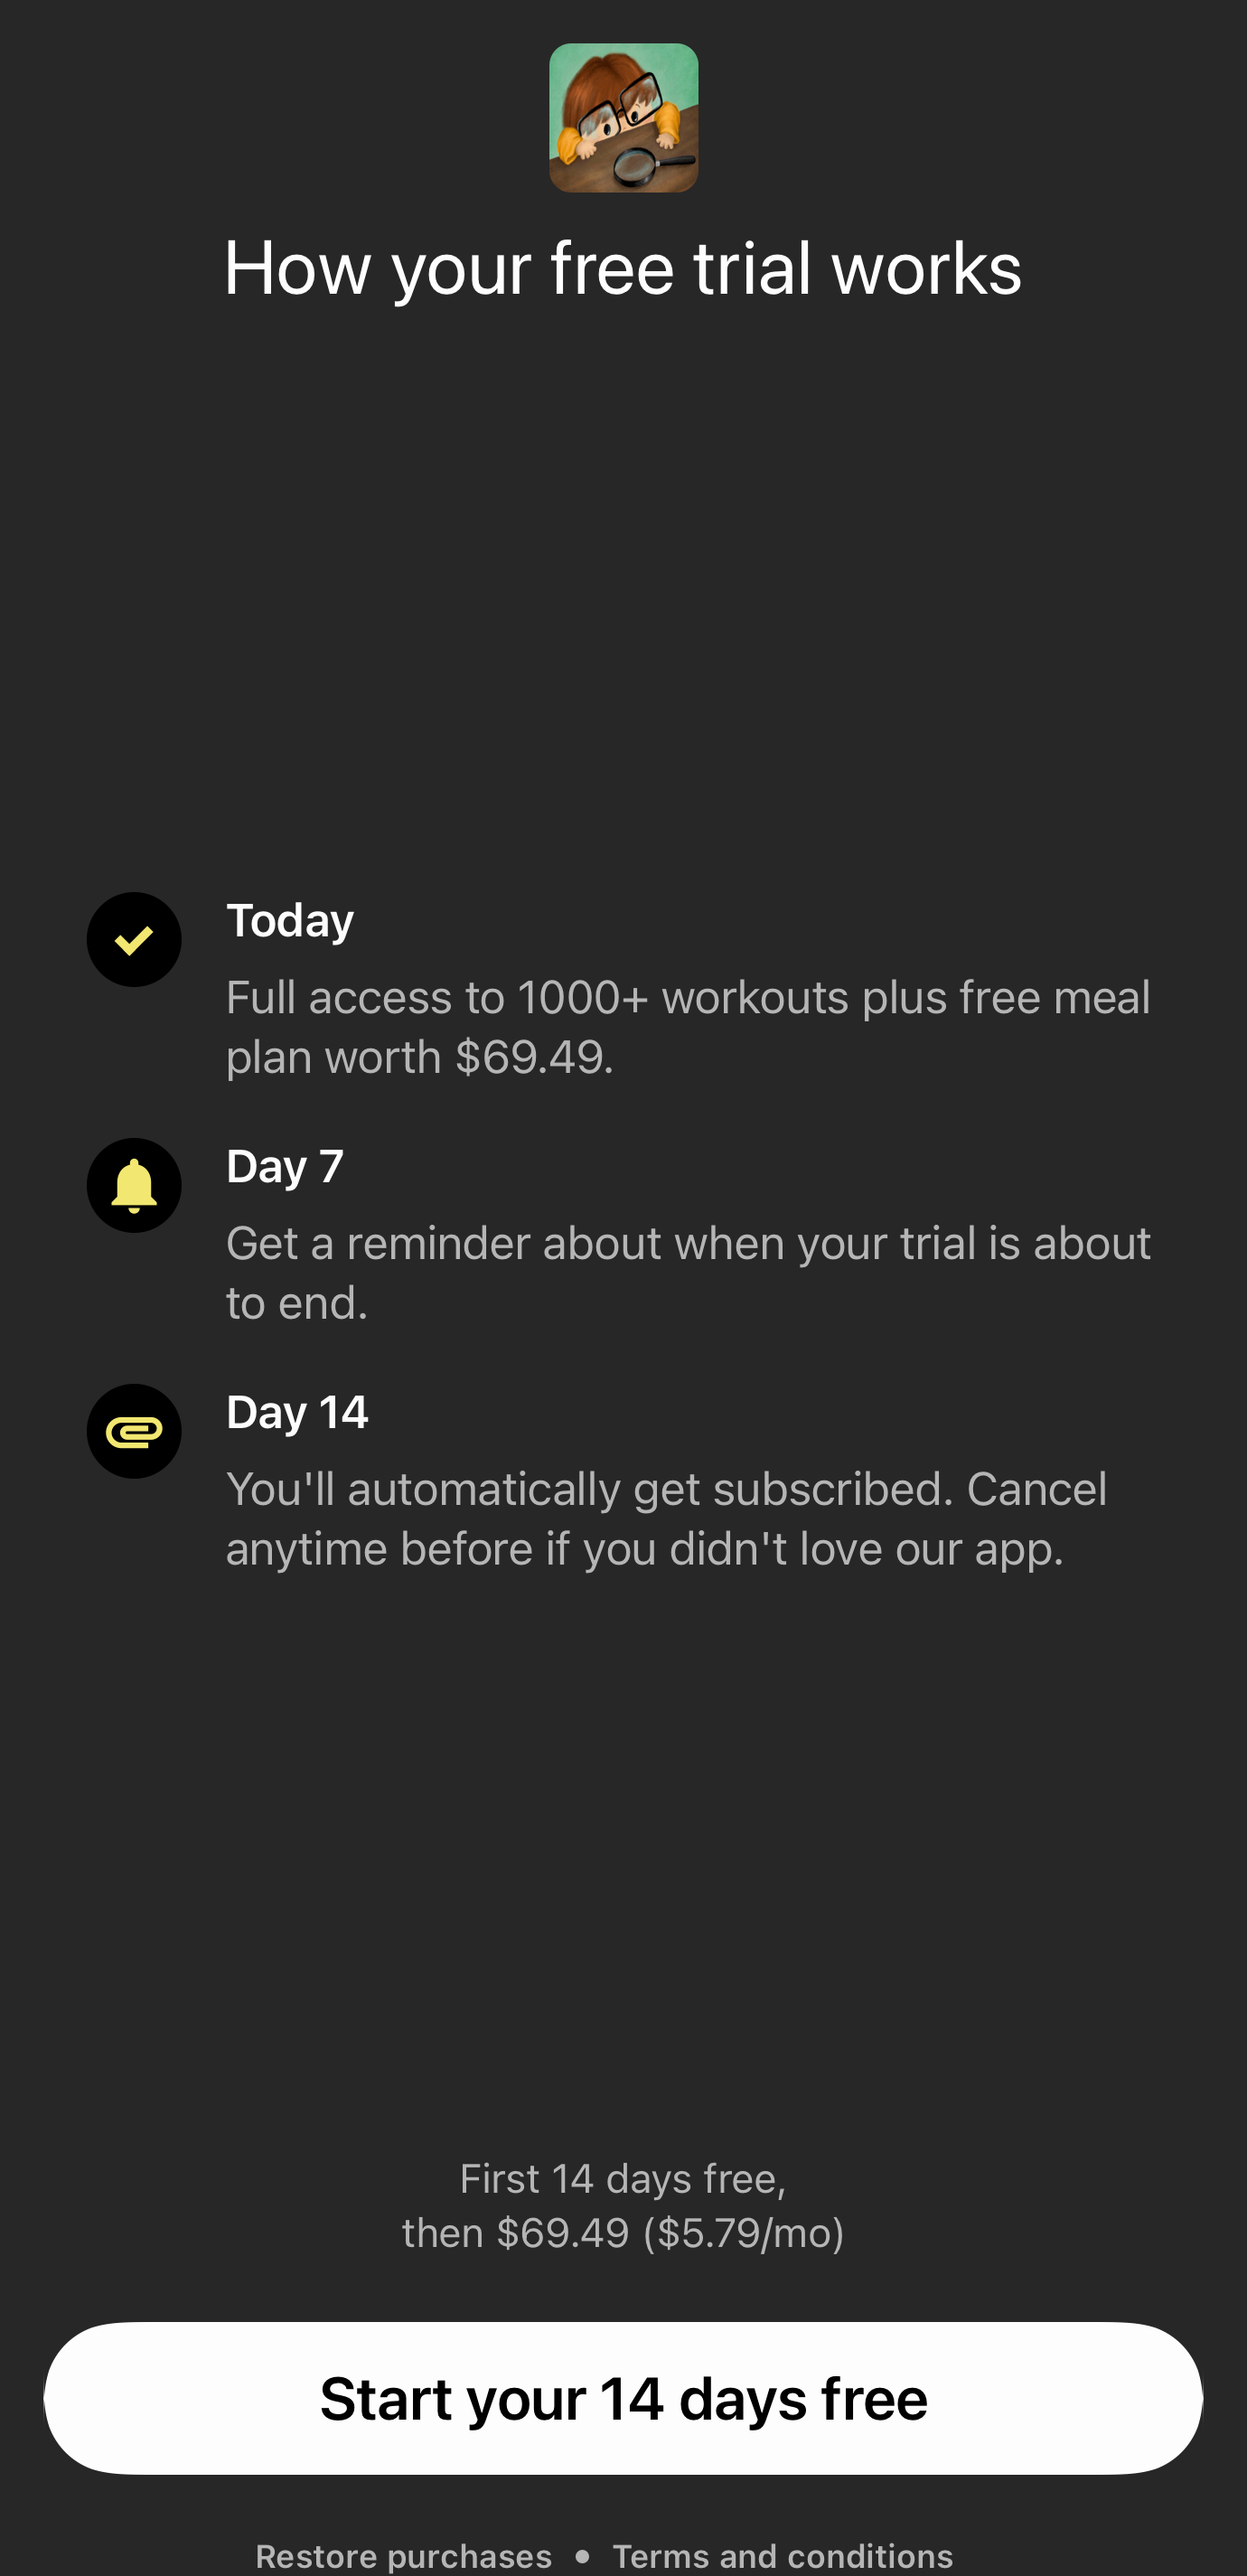 How your free trial works
Today
Full access to 1000+ workouts plus free meal
plan worth $69.49.
Day 7
Get a reminder about when your trial is about
to end.
Day 14
You'll automatically get subscribed. Cancel
anytime before if you didn't love our app.
First 14 days free,
then $69.49 ($5.79/mo)
Start your 14 days free
Restore purchases • Terms and conditions